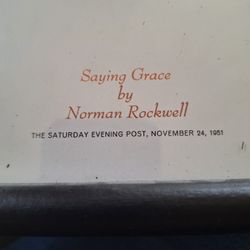 Saying Grace
by
Norman Rockwell
THE SATURDAY EVENING POST, NOVEMBER 24, 1951